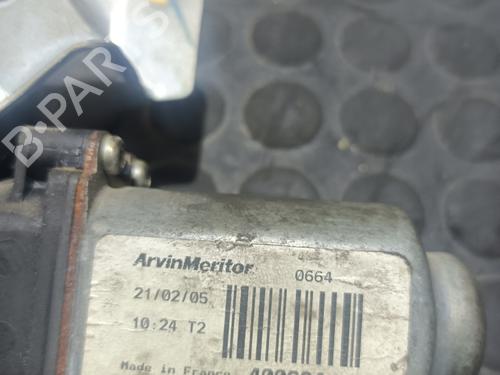 B-PARTS
ArvinMeritor 0664
21/02/05
10:24 T2
Made in France